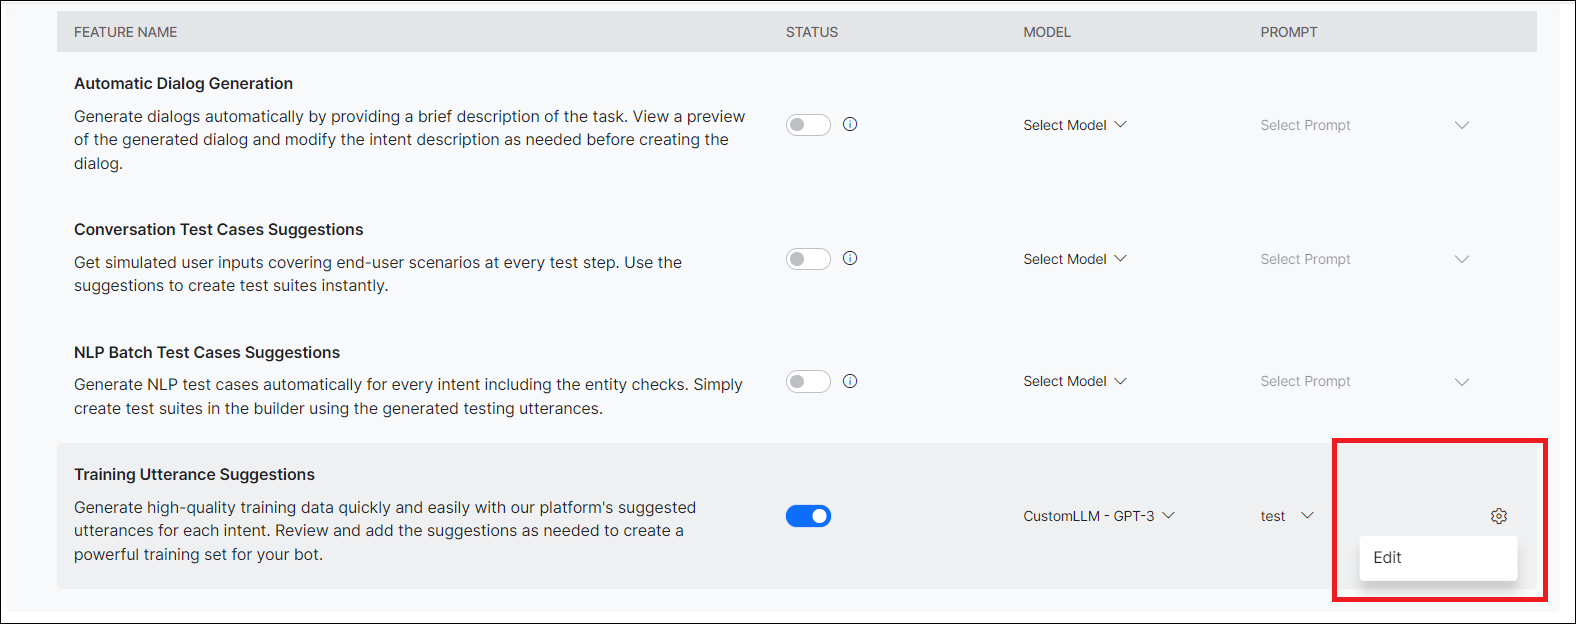 FEATURE NAME STATUS MODEL PROMPT
Automatic Dialog Generation
Generate dialogs automatically by providing a brief description of the task. View a preview
of the generated dialog and modify the intent description as needed before creating the
dialog.
Select Model Select Prompt
Conversation Test Cases Suggestions
Get simulated user inputs covering end-user scenarios at every test step. Use the
suggestions to create test suites instantly.
Select Model Select Prompt
NLP Batch Test Cases Suggestions
Generate NLP test cases automatically for every intent including the entity checks. Simply
create test suites in the builder using the generated testing utterances.
Select Model Select Prompt
Training Utterance Suggestions
Generate high-quality training data quickly and easily with our platform's suggested
utterances for each intent. Review and add the suggestions as needed to create a
powerful training set for your bot.
CustomLLM - GPT-3 test
Edit